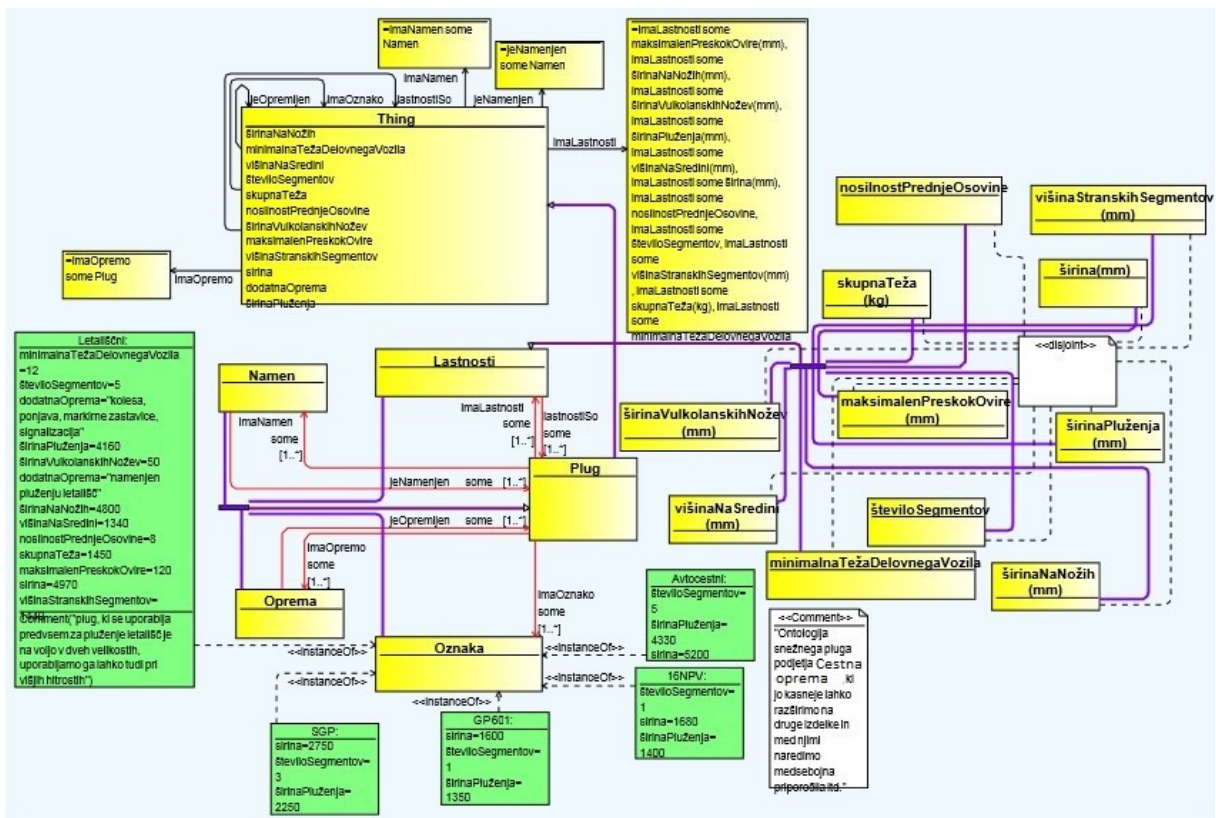 =ImaNamen some
Namen
=jeNamenjen
some Namen
ImaNamen
jeOpremljen
ImaOznako
lastnostiSo
jeNamenjen
Thing
širinaNaNožih
minimalnaTežaDelovnegaVozila
višinaNaSredini
številoSegmentov
skupnaTeža
nosilnostPrednjeOsovine
širinaVulkolanskihNožev
maksimalenPreskokOvire
višinaStranskihSegmentov
sirina
dodatnaOprema
širinaPluženja
ImaLastnosti
=ImaLastnosti some
maksimalenPreskokOvire(mm),
ImaLastnosti some
širinaNaNožih(mm),
ImaLastnosti some
širinaVulkolanskihNožev(mm),
ImaLastnosti some
širinaPluženja(mm),
ImaLastnosti some
višinaNaSredini(mm),
ImaLastnosti some širina(mm),
ImaLastnosti some
nosilnostPrednjeOsovine,
ImaLastnosti some
številoSegmentov, ImaLastnosti
some
višinaStranskihSegmentov(mm)
, ImaLastnosti some
skupnaTeža(kg), ImaLastnosti
some
minimalnaTežaDelovnegaVozila
=ImaOpremo
some Plug
ImaOpremo
nosilnostPrednjeOsovine
višinaStranskihSegmentov
(mm)
širina(mm)
skupnaTeža
(kg)
<<disjoint>>
maksimalenPreskokOvire
(mm)
širinaVulkolanskihNožev
(mm)
širinaPluženja
(mm)
višinaNaSredini
(mm)
številoSegmentov
minimalnaTežaDelovnegaVozila
širinaNaNožih
(mm)
Letališčni:
minimalnaTežaDelovnegaVozila
=12
številoSegmentov=5
dodatnaOprema="kolesa,
ponjava, markirne zastavice,
signalizacija"
širinaPluženja=4160
širinaVulkolanskihNožev=50
dodatnaOprema="namenjen
pluženju letališč"
širinaNaNožih=4800
višinaNaSredini=1340
nosilnostPrednjeOsovine=8
skupnaTeža=1450
maksimalenPreskokOvire=120
sirina=4970
višinaStranskihSegmentov=
Comment("plug, ki se uporablja
predvsem za pluženje letališč je
na voljo v dveh velikostih,
uporabljamo ga lahko tudi pri
višjih hitrostih")
Namen
Lastnosti
ImaNamen
some
[1..*]
ImaLastnosti
some
[1..*]
lastnostiSo
some
[1..*]
Plug
jeNamenjen some [1..*]
jeOpremljen some [1..*]
ImaOpremo
some
[1..*]
ImaOznako
some
[1..*]
Oprema
Oznaka
<<instanceOf>>
<<instanceOf>>
<<instanceOf>>
<<instanceOf>>
<<instanceOf>>
Avtocestni:
številoSegmentov=
5
širinaPluženja=
4330
sirina=5200
16NPV:
številoSegmentov=
1
sirina=1680
širinaPluženja=
1400
SGP:
sirina=2750
številoSegmentov=
3
širinaPluženja=
2250
GP601:
sirina=1600
številoSegmentov=
1
širinaPluženja=
1350
<<Comment>>
"Ontologija
snežnega pluga
podjetja Cestna
oprema .ki
jo kasneje lahko
razširimo na
druge izdelke in
med njimi
naredimo
medsebojna
priporočila itd."